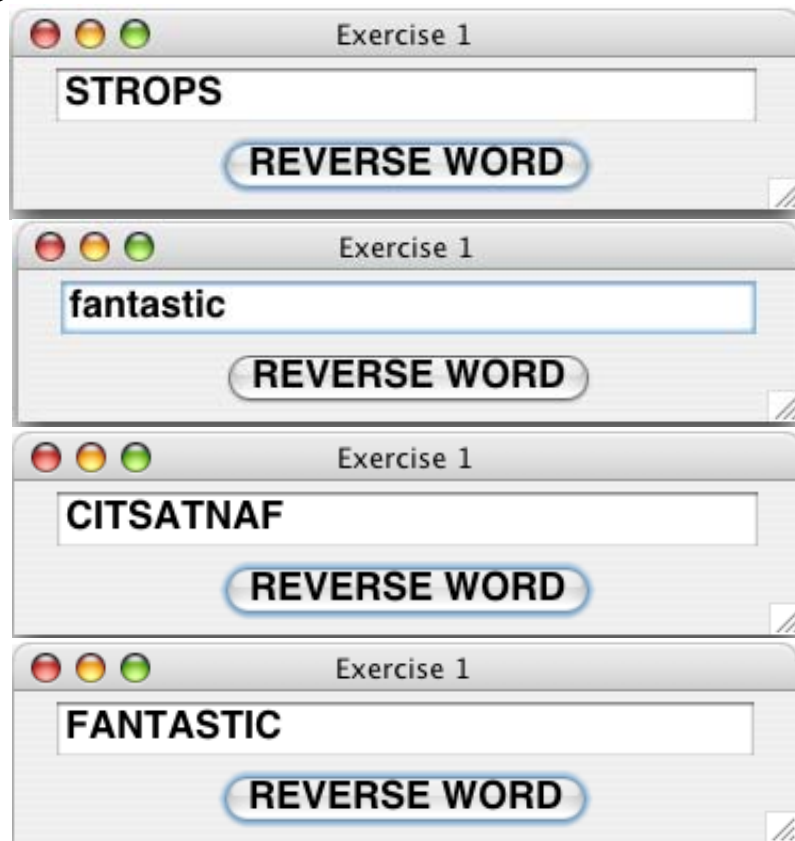 Exercise 1
STROPS
REVERSE WORD
Exercise 1
fantastic
REVERSE WORD
Exercise 1
CITSATNAF
REVERSE WORD
Exercise 1
FANTASTIC
REVERSE WORD